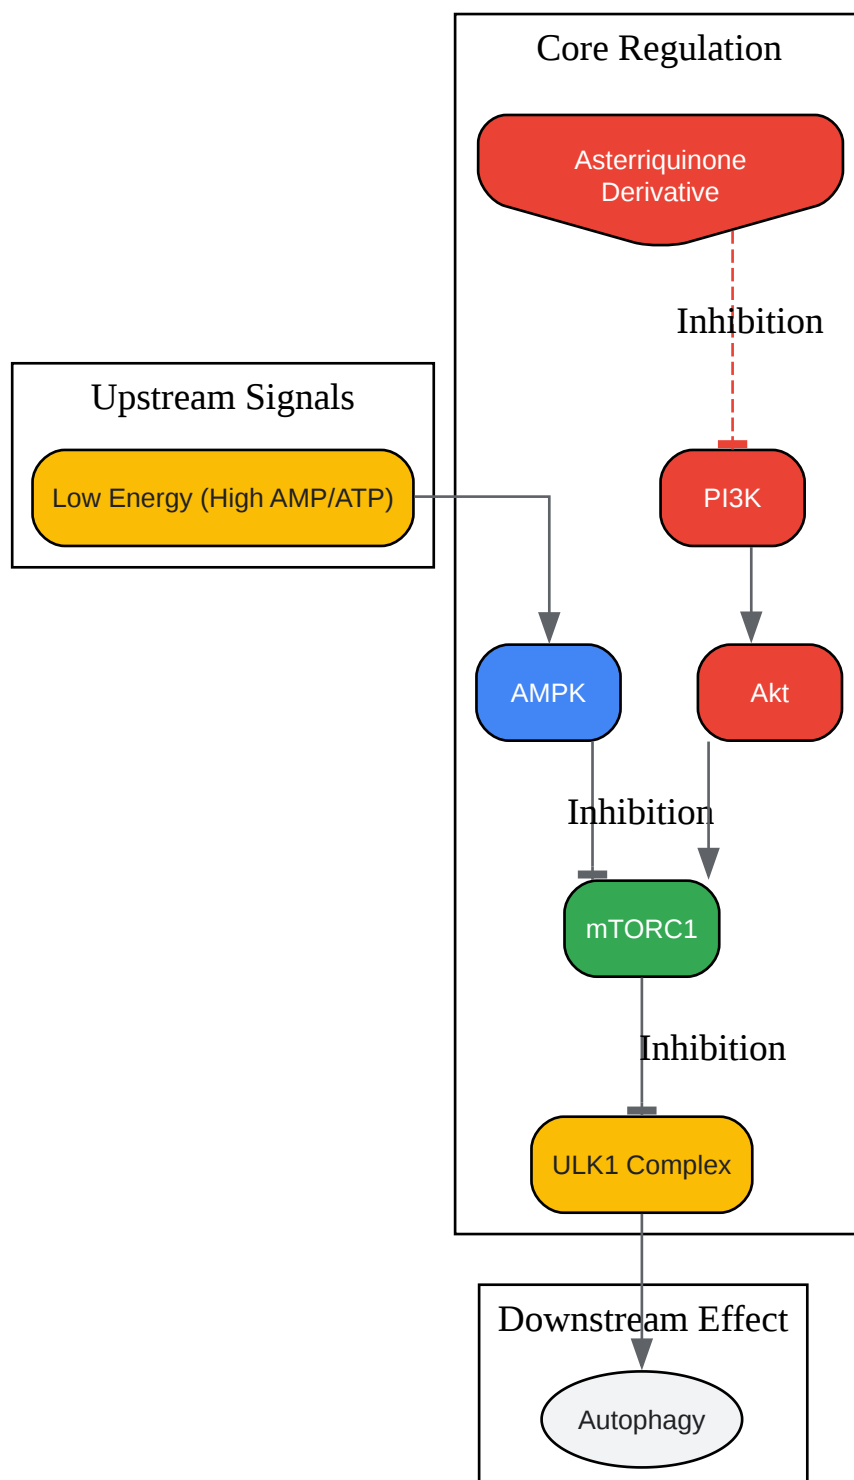 Core Regulation
Asterriquinone
Derivative
Inhibition
Upstream Signals
Low Energy (High AMP/ATP)
PI3K
AMPK
Akt
Inhibition
mTORC1
Inhibition
ULK1 Complex
Downstream Effect
Autophagy